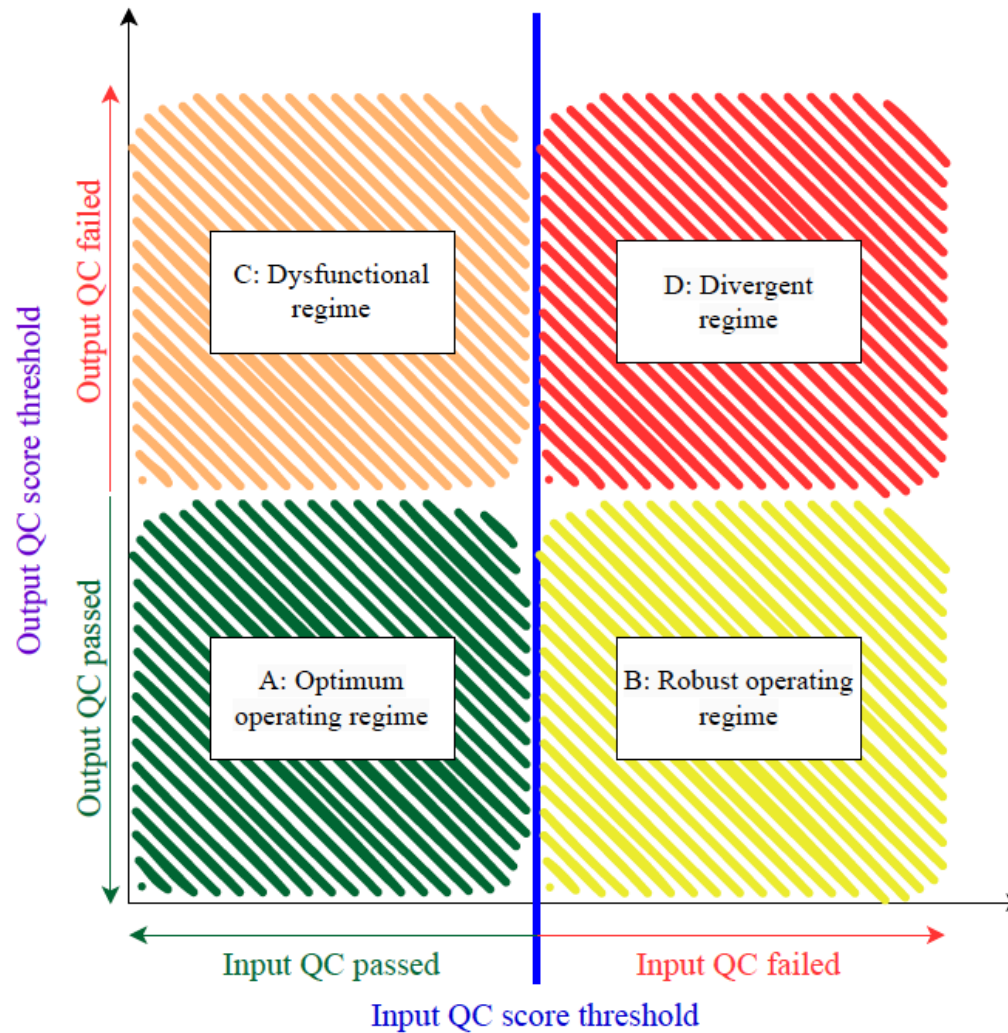 Output QC score threshold
Output QC failed
Output QC passed
C: Dysfunctional
regime
D: Divergent
regime
A: Optimum
operating regime
B: Robust operating
regime
Input QC passed
Input QC failed
Input QC score threshold